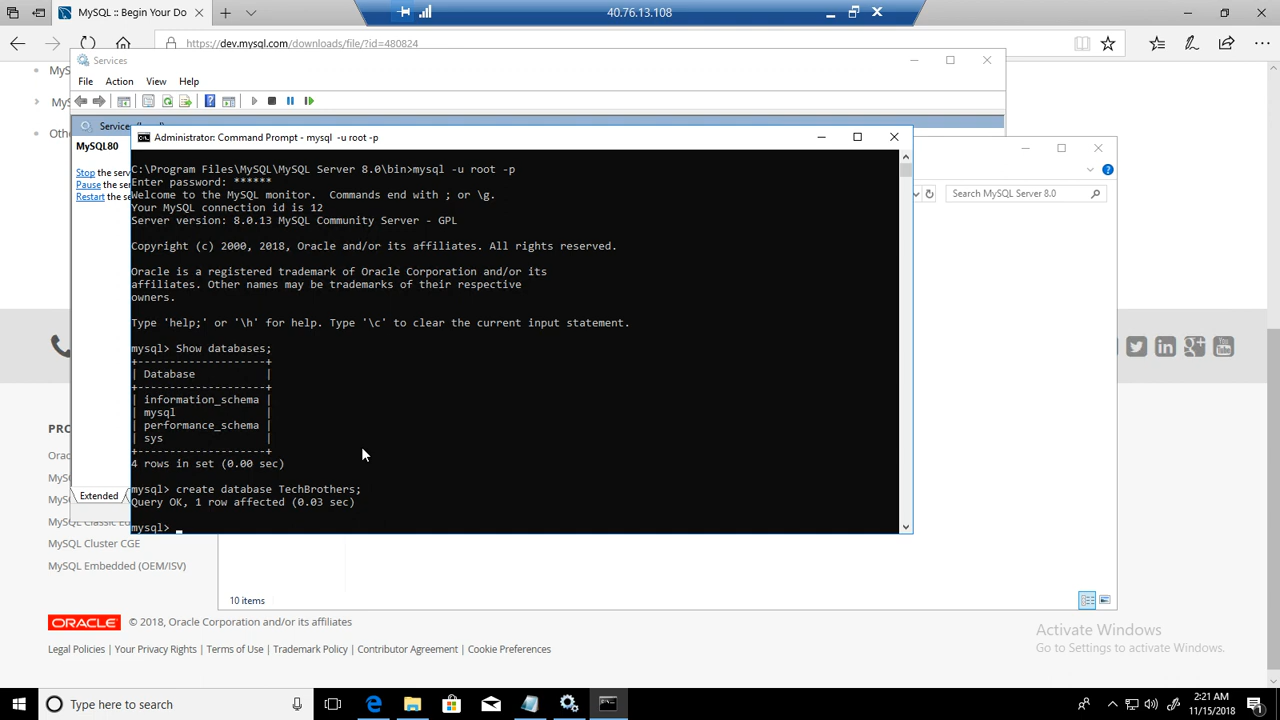 MySQL :: Begin Your Do
40.76.13.108
https://dev.mysql.com/downloads/file/?id=480824
Services
File Action View Help
MySQL80
Stop the serv
Pause the ser
Restart the se
Extended
Administrator: Command Prompt - mysql -u root -p
C:\Program Files\MySQL\MySQL Server 8.0\bin>mysql -u root -p
Enter password: ******
Welcome to the MySQL monitor. Commands end with ; or \g.
Your MySQL connection id is 12
Server version: 8.0.13 MySQL Community Server - GPL
Copyright (c) 2000, 2018, Oracle and/or its affiliates. All rights reserved.
Oracle is a registered trademark of Oracle Corporation and/or its
affiliates. Other names may be trademarks of their respective
owners.
Type 'help;' or '\h' for help. Type '\c' to clear the current input statement.
mysql> Show databases;
+--------------------+
| Database |
+--------------------+
| information_schema |
| mysql |
| performance_schema |
| sys |
+--------------------+
4 rows in set (0.00 sec)
mysql> create database TechBrothers;
Query OK, 1 row affected (0.03 sec)
mysql> _
Search MySQL Server 8.0
10 items
MySQL Cluster CGE
MySQL Embedded (OEM/ISV)
ORACLE © 2018, Oracle Corporation and/or its affiliates
Legal Policies | Your Privacy Rights | Terms of Use | Trademark Policy | Contributor Agreement | Cookie Preferences
Activate Windows
Go to Settings to activate Windows.
Type here to search
2:21 AM
11/15/2018